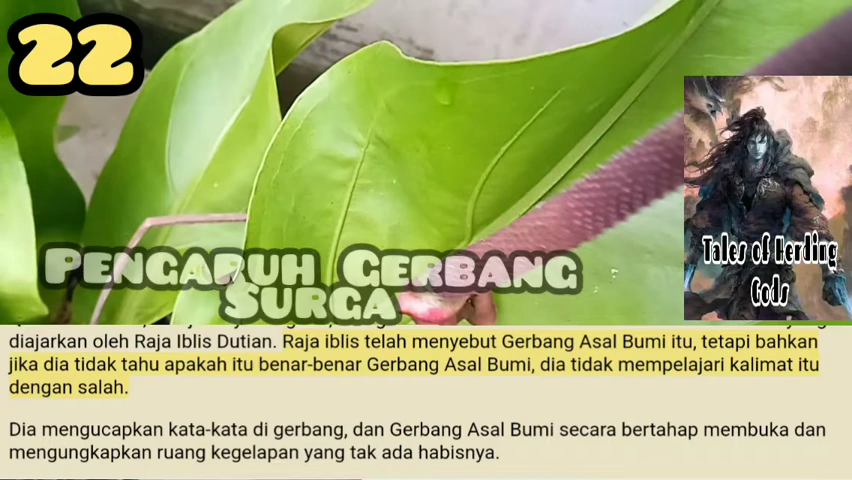 22
Tales of Herding
Gods
PENGARUH GERBANG
SURGA
diajarkan oleh Raja Iblis Dutian. Raja iblis telah menyebut Gerbang Asal Bumi itu, tetapi bahkan
jika dia tidak tahu apakah itu benar-benar Gerbang Asal Bumi, dia tidak mempelajari kalimat itu
dengan salah.
Dia mengucapkan kata-kata di gerbang, dan Gerbang Asal Bumi secara bertahap membuka dan
mengungkapkan ruang kegelapan yang tak ada habisnya.